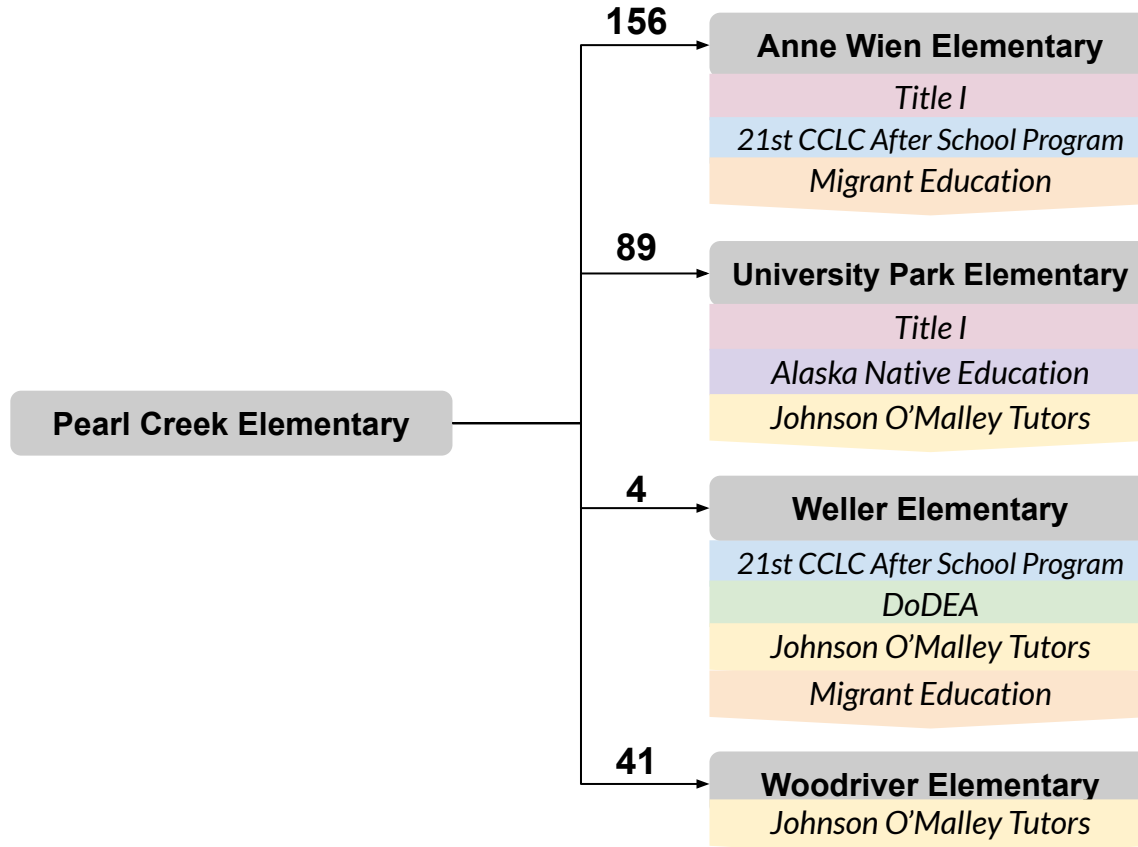 156
Anne Wien Elementary
Title I
21st CCLC After School Program
Migrant Education
89
University Park Elementary
Title I
Alaska Native Education
Johnson O’Malley Tutors
Pearl Creek Elementary
4
Weller Elementary
21st CCLC After School Program
DoDEA
Johnson O’Malley Tutors
Migrant Education
41
Woodriver Elementary
Johnson O’Malley Tutors